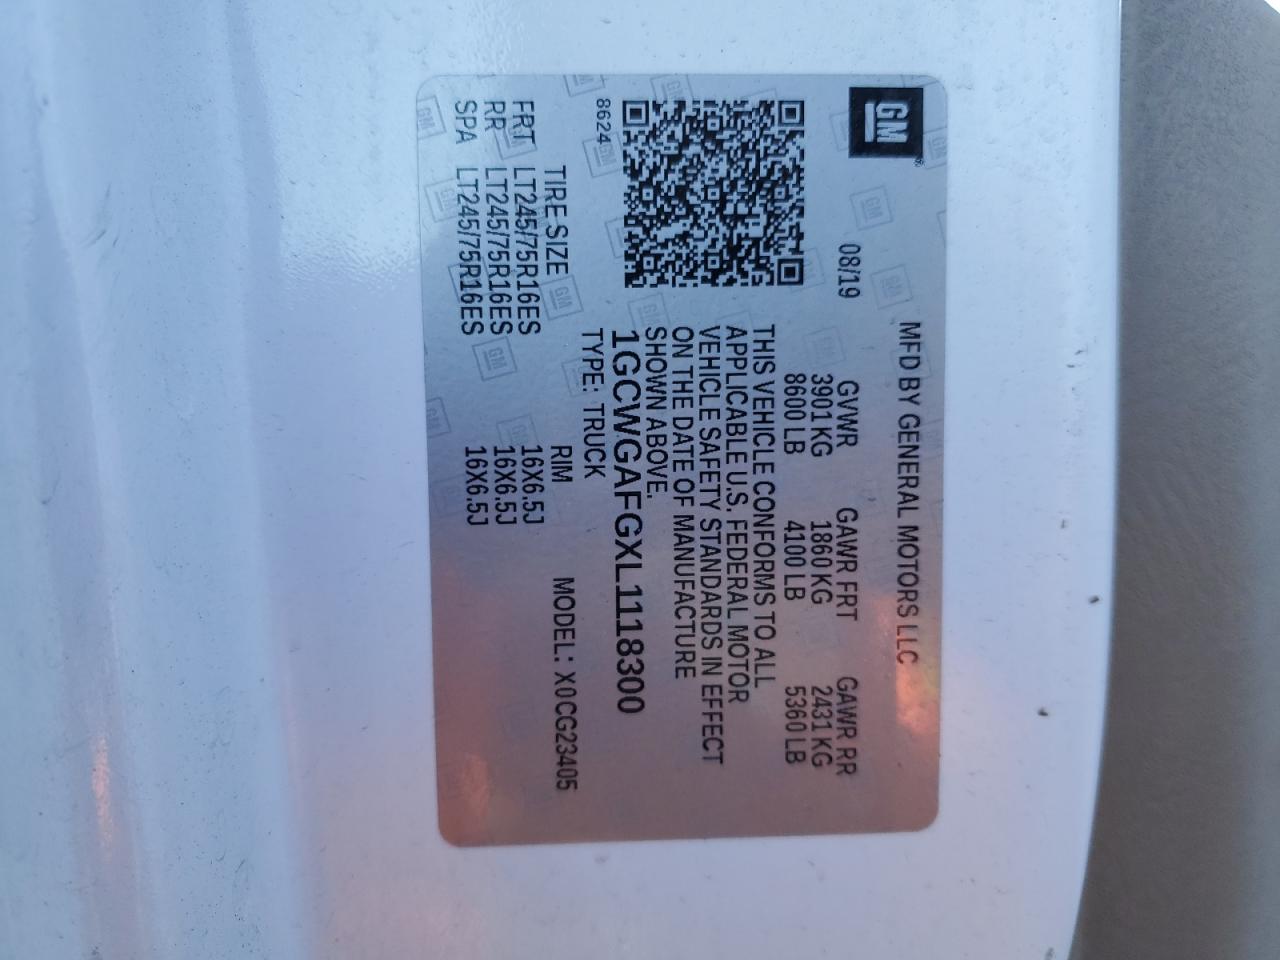 GM
MFD BY GENERAL MOTORS LLC
08/19
GVWR GAWR FRT GAWR RR
3901 KG 1860 KG 2431 KG
8600 LB 4100 LB 5360 LB
THIS VEHICLE CONFORMS TO ALL
APPLICABLE U.S. FEDERAL MOTOR
VEHICLE SAFETY STANDARDS IN EFFECT
ON THE DATE OF MANUFACTURE
SHOWN ABOVE.
1GCWGAFGXL1118300
TYPE: TRUCK
8624
TIRE SIZE RIM MODEL: X0CG23405
FRT LT245/75R16ES 16X6.5J
RR LT245/75R16ES 16X6.5J
SPA LT245/75R16ES 16X6.5J